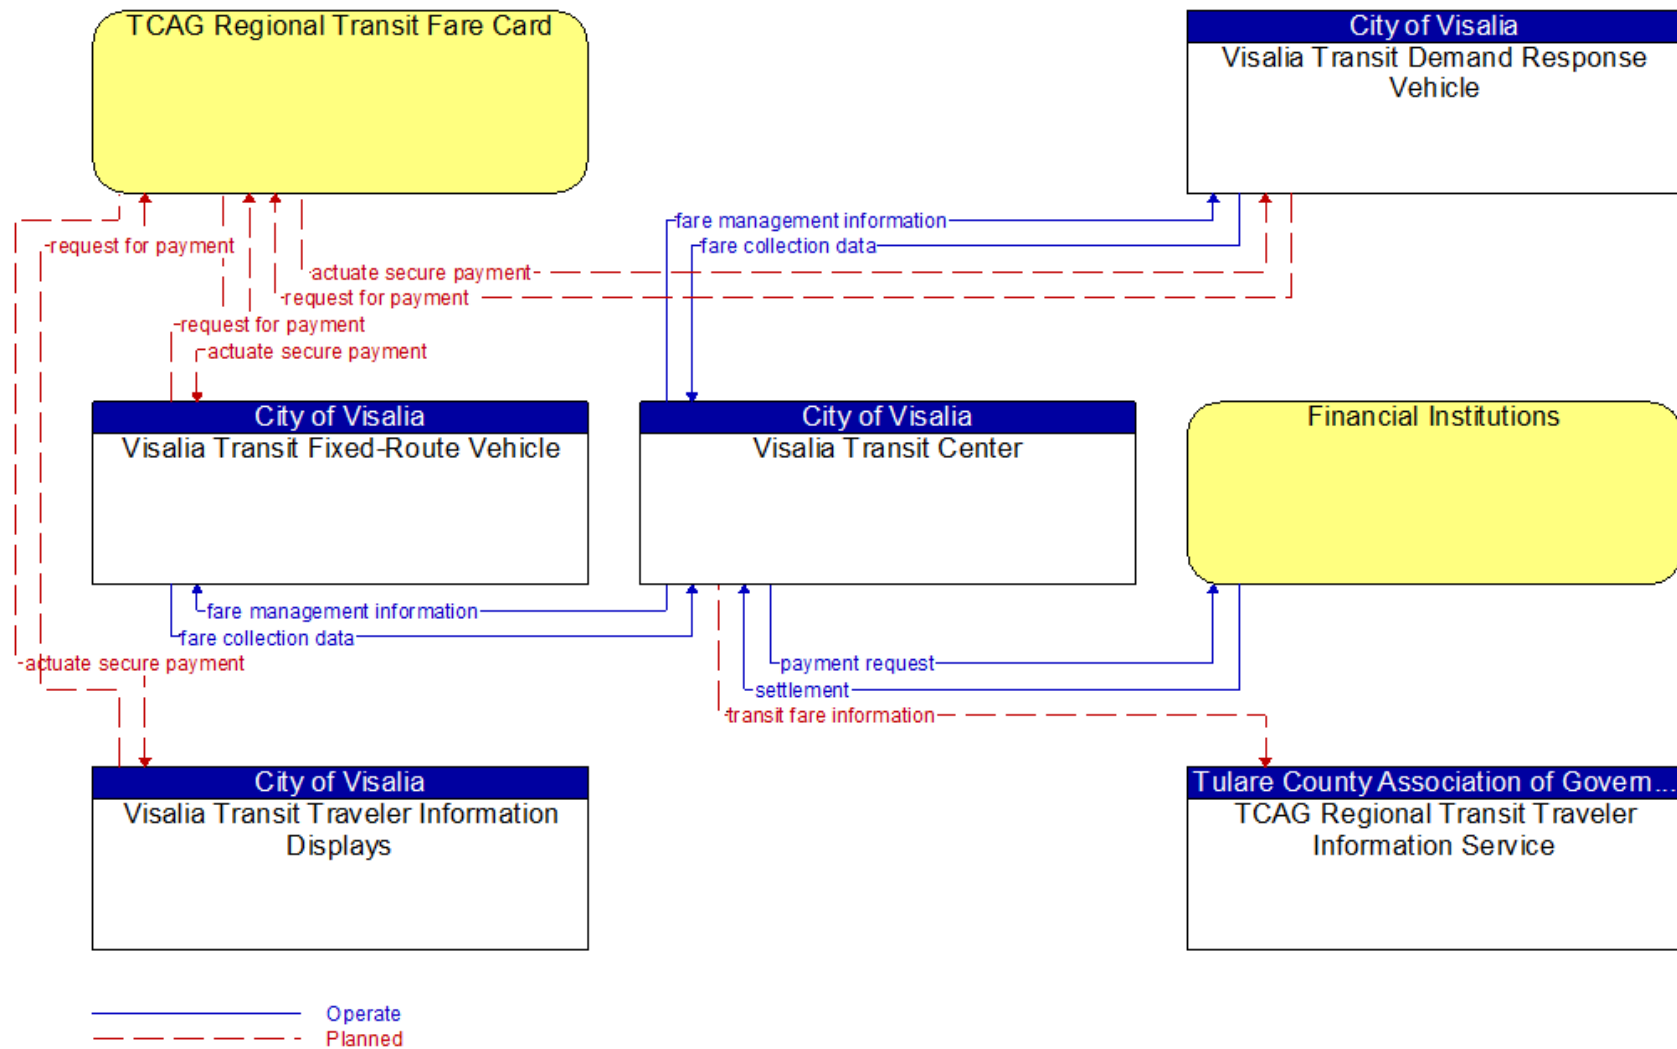 TCAG Regional Transit Fare Card
City of Visalia
Visalia Transit Demand Response
Vehicle
fare management information
fare collection data
request for payment
actuate secure payment
request for payment
request for payment
actuate secure payment
City of Visalia
Visalia Transit Fixed-Route Vehicle
City of Visalia
Visalia Transit Center
Financial Institutions
fare management information
fare collection data
actuate secure payment
payment request
settlement
transit fare information
City of Visalia
Visalia Transit Traveler Information
Displays
Tulare County Association of Govern...
TCAG Regional Transit Traveler
Information Service
Operate
Planned